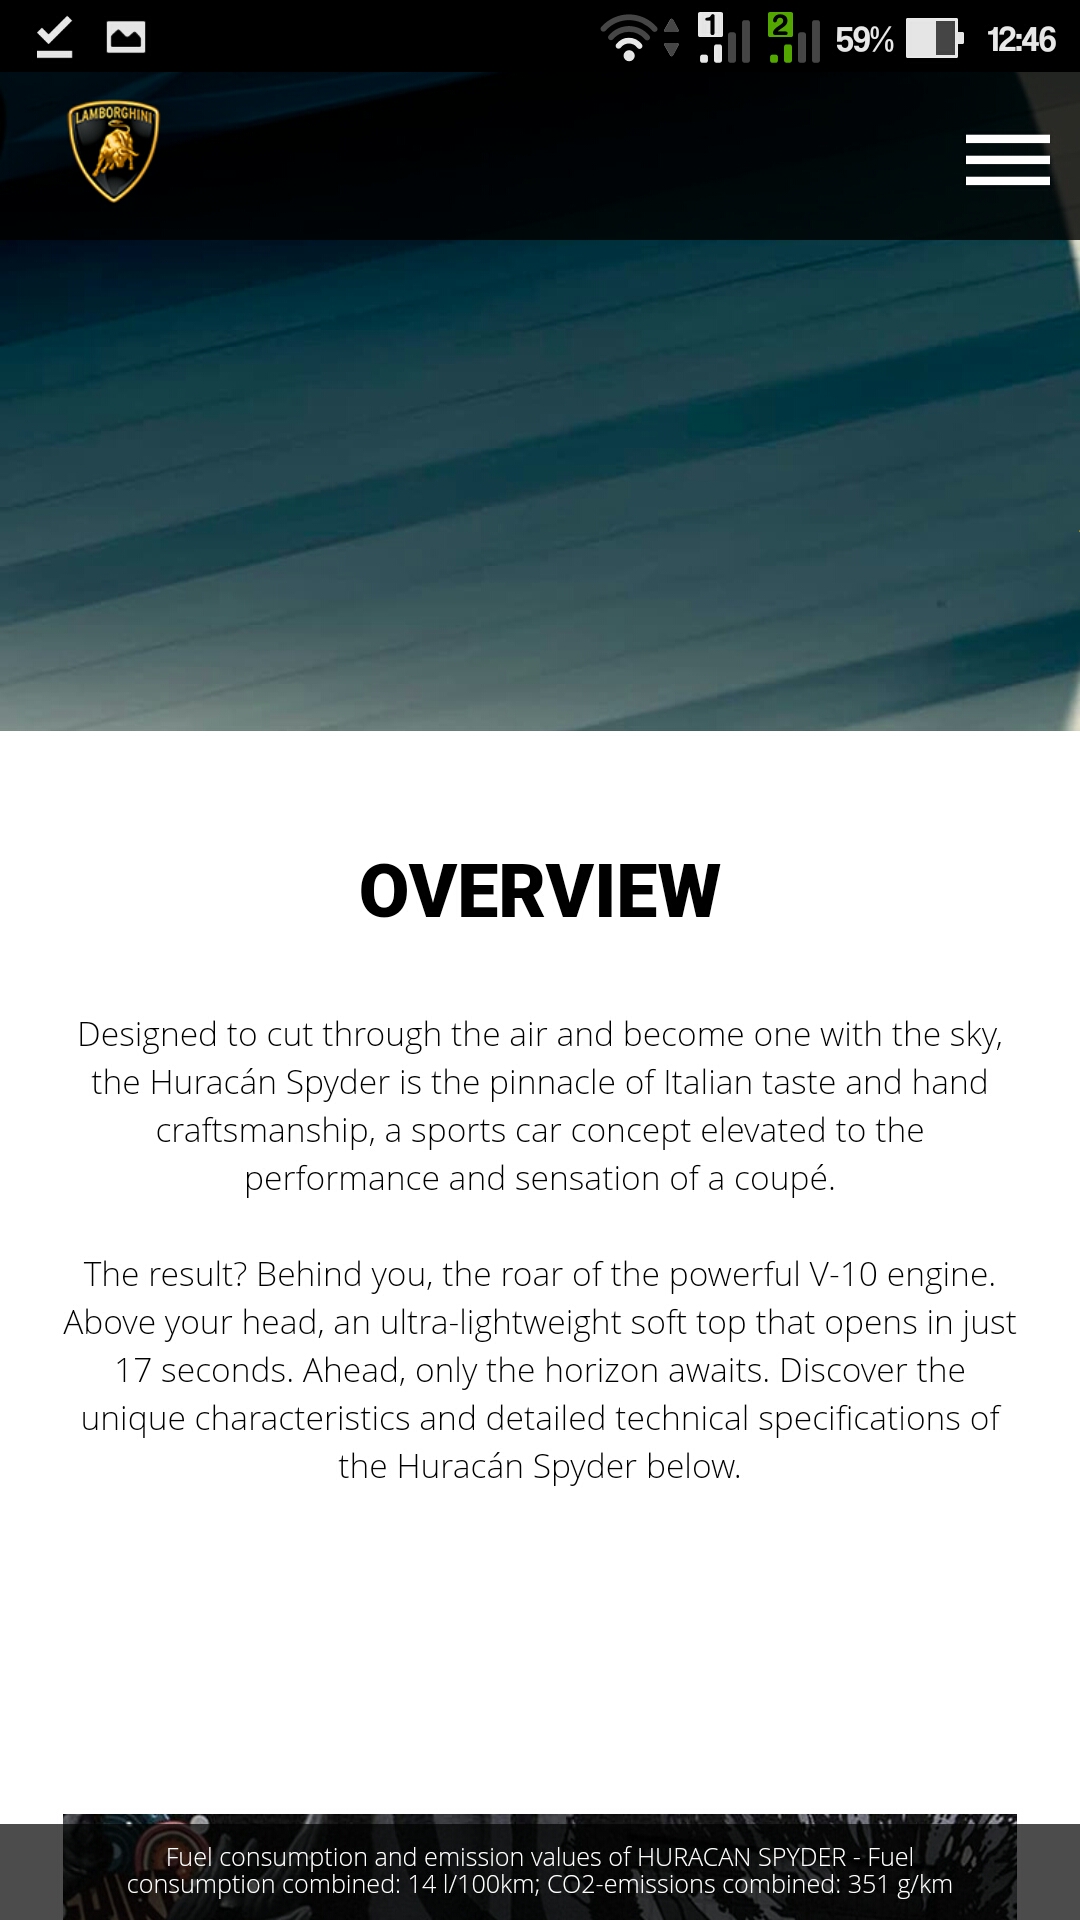 1 2 59% 12:46
LAMBORGHINI
OVERVIEW
Designed to cut through the air and become one with the sky,
the Huracán Spyder is the pinnacle of Italian taste and hand
craftsmanship, a sports car concept elevated to the
performance and sensation of a coupé.
The result? Behind you, the roar of the powerful V-10 engine.
Above your head, an ultra-lightweight soft top that opens in just
17 seconds. Ahead, only the horizon awaits. Discover the
unique characteristics and detailed technical specifications of
the Huracán Spyder below.
Fuel consumption and emission values of HURACAN SPYDER - Fuel
consumption combined: 14 l/100km; CO2-emissions combined: 351 g/km